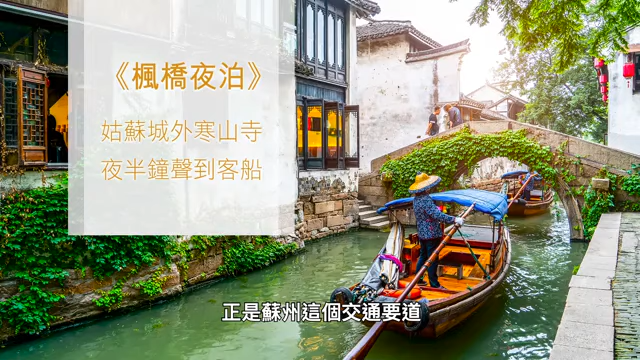 《楓橋夜泊》
姑蘇城外寒山寺
夜半鐘聲到客船
正是蘇州這個交通要道